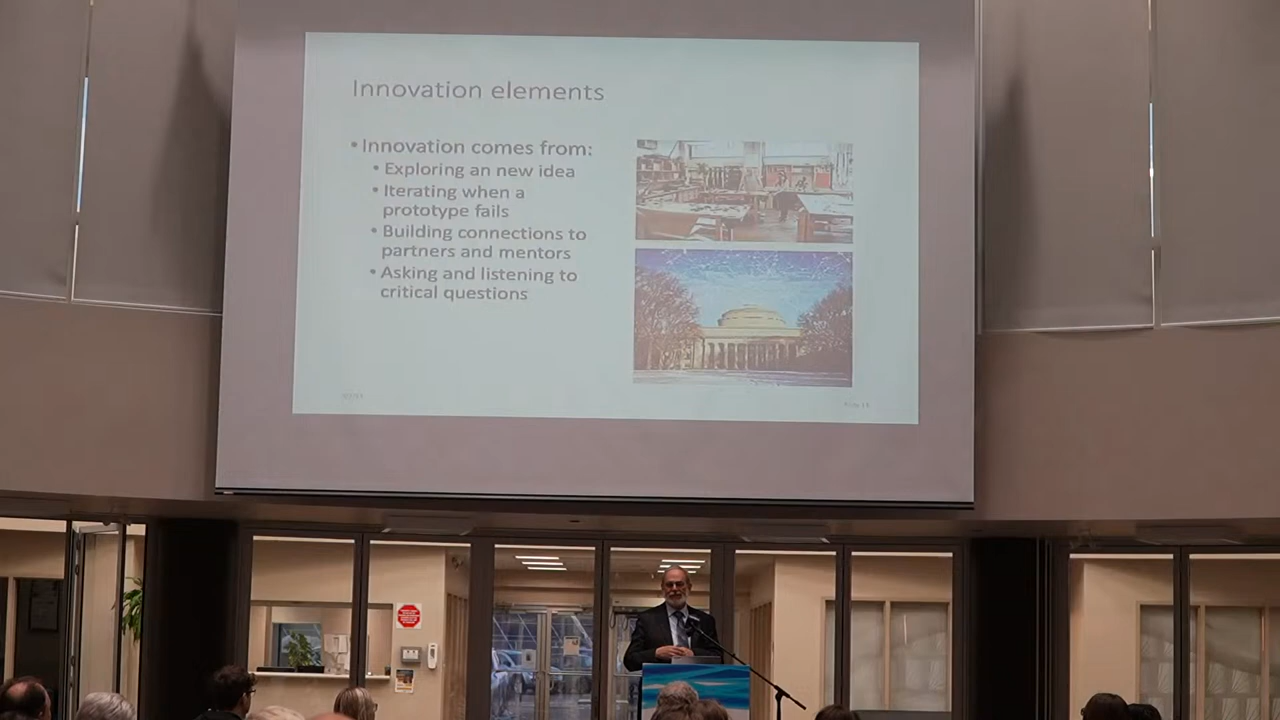 Innovation elements
• Innovation comes from:
• Exploring an new idea
• Iterating when a
prototype fails
• Building connections to
partners and mentors
• Asking and listening to
critical questions